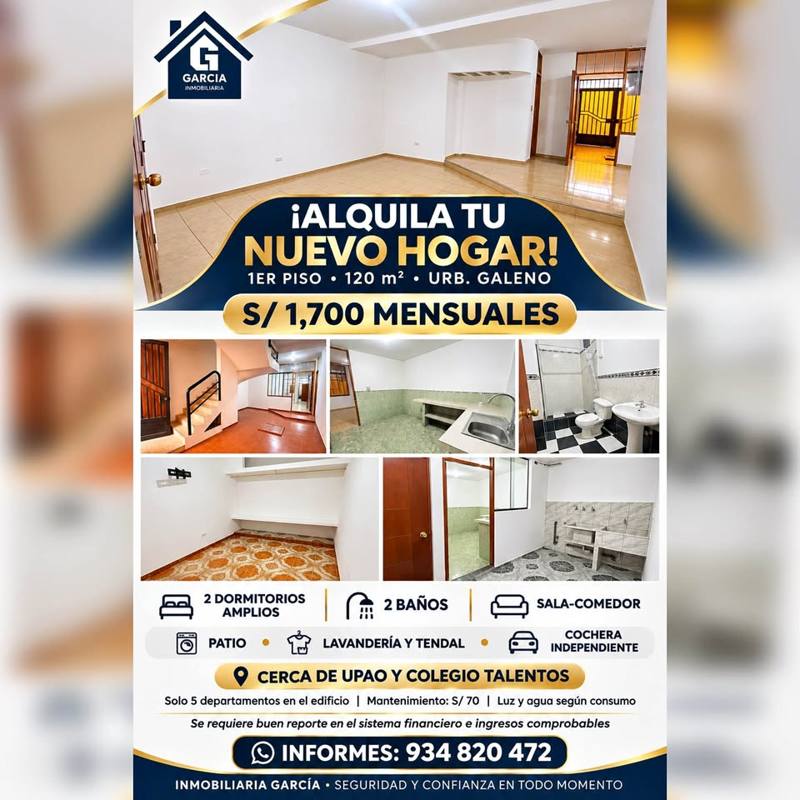 G
GARCIA
INMOBILIARIA
¡ALQUILA TU
NUEVO HOGAR!
1ER PISO • 120 m² • URB. GALENO
S/ 1,700 MENSUALES
2 DORMITORIOS
AMPLIOS
2 BAÑOS
SALA-COMEDOR
PATIO • LAVANDERÍA Y TENDAL • COCHERA
INDEPENDIENTE
CERCA DE UPAO Y COLEGIO TALENTOS
Solo 5 departamentos en el edificio | Mantenimiento: S/ 70 | Luz y agua según consumo
Se requiere buen reporte en el sistema financiero e ingresos comprobables
INFORMES: 934 820 472
INMOBILIARIA GARCÍA • SEGURIDAD Y CONFIANZA EN TODO MOMENTO